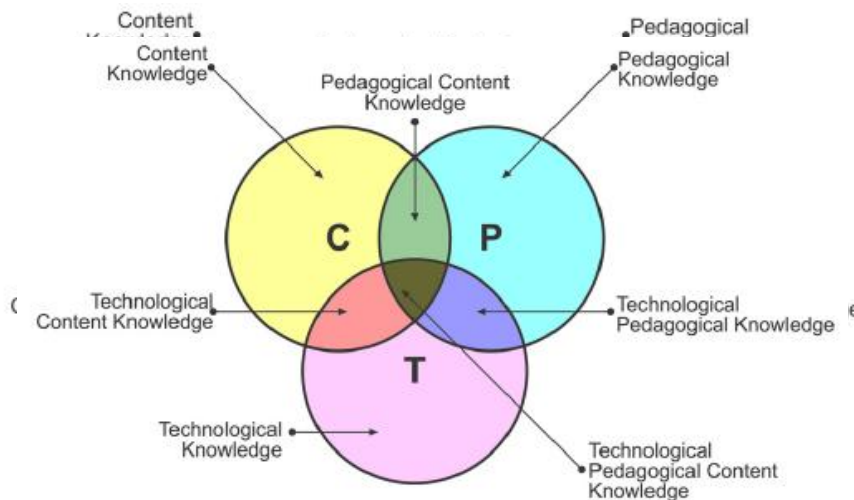 Content
Pedagogical
Content
Knowledge
Pedagogical Content
Knowledge
Pedagogical
Knowledge
C
P
Technological
Content Knowledge
Technological
Pedagogical Knowledge
T
Technological
Knowledge
Technological
Pedagogical Content
Knowledge